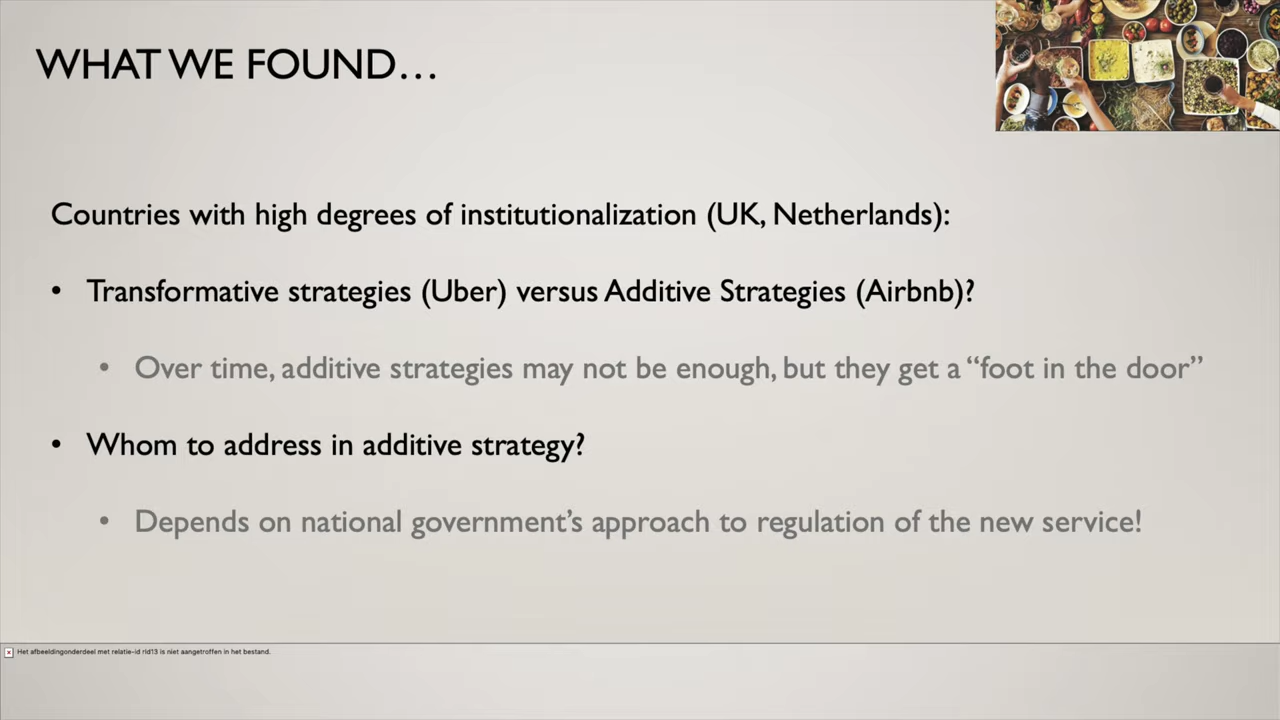 WHAT WE FOUND…
Countries with high degrees of institutionalization (UK, Netherlands):
• Transformative strategies (Uber) versus Additive Strategies (Airbnb)?
• Over time, additive strategies may not be enough, but they get a “foot in the door”
• Whom to address in additive strategy?
• Depends on national government’s approach to regulation of the new service!
Het afbeeldingonderdeel met relatie-id rId13 is niet aangetroffen in het bestand.